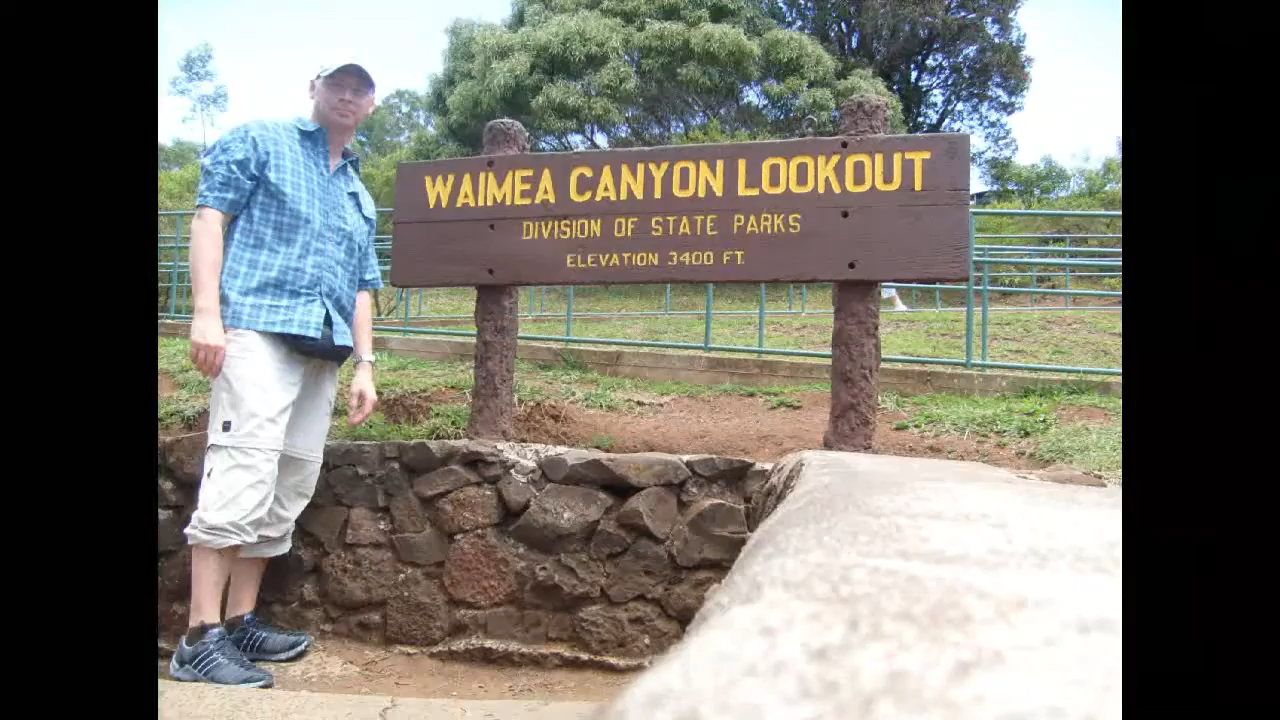 WAIMEA CANYON LOOKOUT
DIVISION OF STATE PARKS
ELEVATION 3400 FT.